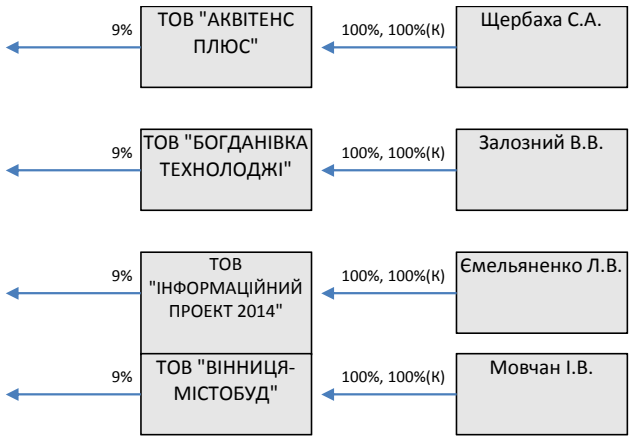 9%
ТОВ "АКВІТЕНС
ПЛЮС"
100%, 100%(К)
Щербаха С.А.
9%
ТОВ "БОГДАНІВКА
ТЕХНОЛОДЖІ"
100%, 100%(К)
Залозний В.В.
9%
ТОВ
"ІНФОРМАЦІЙНИЙ
ПРОЕКТ 2014"
100%, 100%(К)
Ємельяненко Л.В.
9%
ТОВ "ВІННИЦЯ-
МІСТОБУД"
100%, 100%(К)
Мовчан І.В.